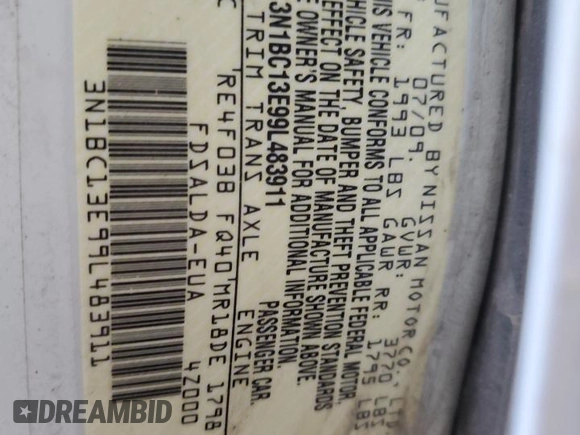 UFACTURED BY NISSAN MOTOR CO., LTD
07/09. GVWR: 3770 LBS
FR: 1993 LBS GAWR RR: 1795 LBS
IS VEHICLE CONFORMS TO ALL APPLICABLE FEDERAL MOTOR
EHICLE SAFETY, BUMPER AND THEFT PREVENTION STANDARDS
EFFECT ON THE DATE OF MANUFACTURE SHOWN ABOVE.
E OWNER'S MANUAL FOR ADDITIONAL INFORMATION.
3N1BC13E99L483911 PASSENGER CAR
TRIM TRANS AXLE ENGINE
C RE4F03B FQ40 MR18DE 1798
FDSALDA-EUA 4Z000
3N1BC13E99L483911
DREAMBID